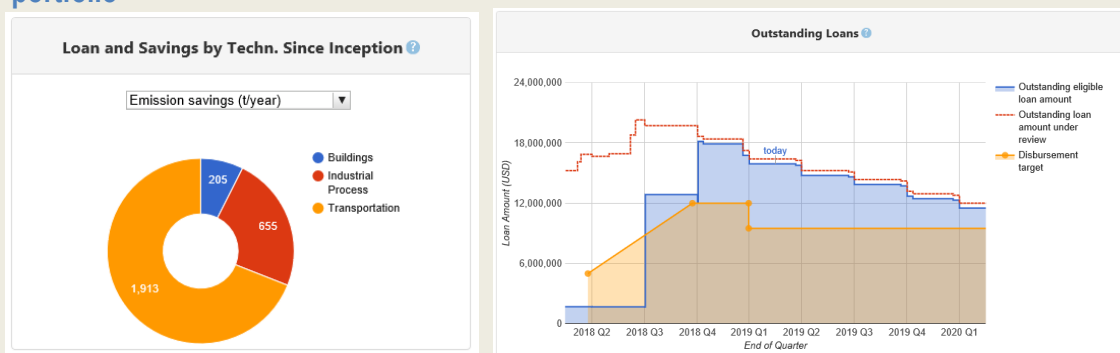 portfolio
Loan and Savings by Techn. Since Inception ?
Emission savings (t/year)
Buildings
Industrial
Process
Transportation
205
655
1,913
Outstanding Loans ?
Loan Amount (USD)
24,000,000
18,000,000
12,000,000
6,000,000
0
today
2018 Q2 2018 Q3 2018 Q4 2019 Q1 2019 Q2 2019 Q3 2019 Q4 2020 Q1
End of Quarter
Outstanding eligible
loan amount
Outstanding loan
amount under
review
Disbursement
target